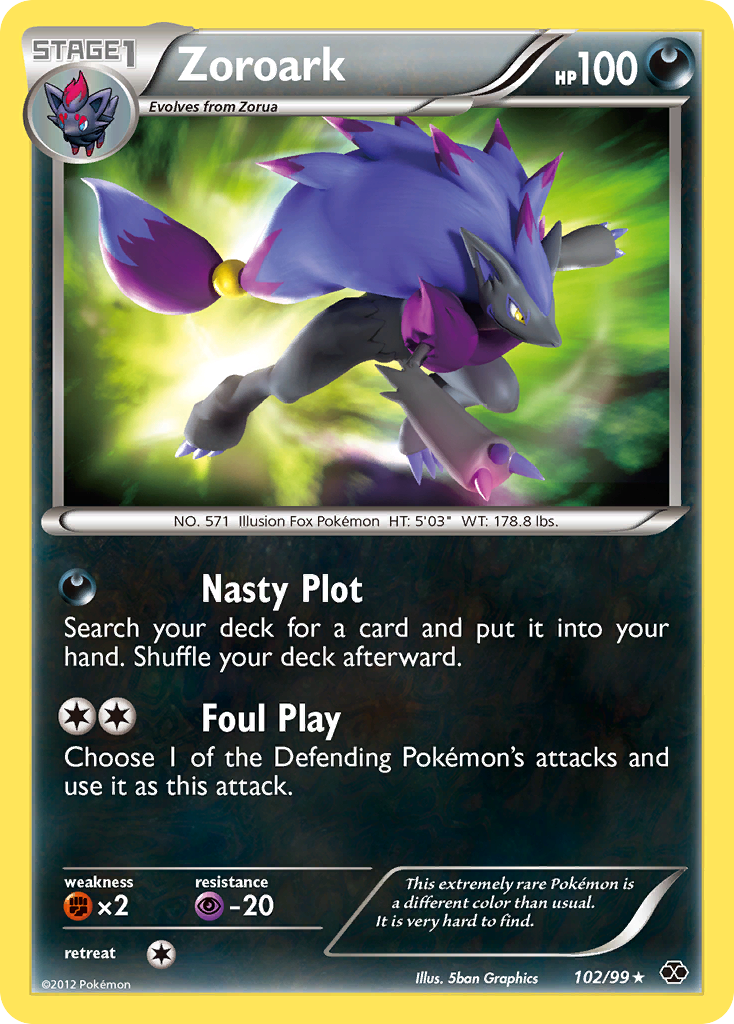 STAGE1
Zoroark
HP100
Evolves from Zorua
NO. 571 Illusion Fox Pokémon HT: 5'03" WT: 178.8 lbs.
Nasty Plot
Search your deck for a card and put it into your
hand. Shuffle your deck afterward.
Foul Play
Choose 1 of the Defending Pokémon's attacks and
use it as this attack.
weakness
×2
resistance
-20
retreat
This extremely rare Pokémon is
a different color than usual.
It is very hard to find.
©2012 Pokémon
Illus. 5ban Graphics
102/99★